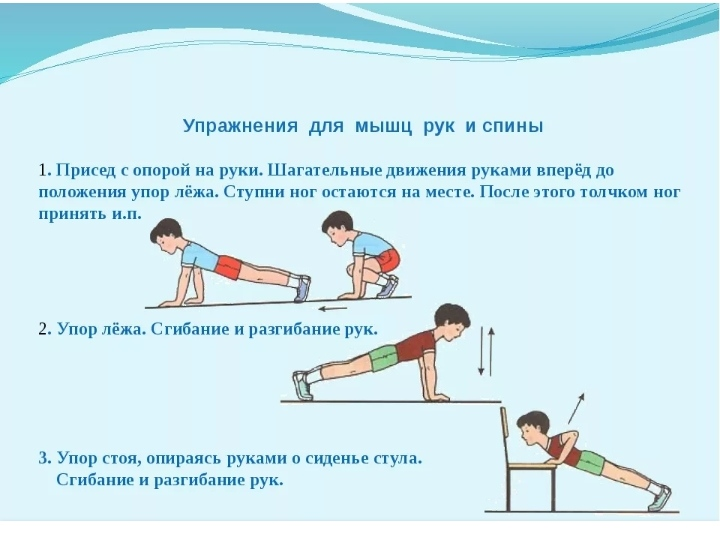 Упражнения для мышц рук и спины
1. Присед с опорой на руки. Шагательные движения руками вперёд до
положения упор лёжа. Ступни ног остаются на месте. После этого толчком ног
принять и.п.
2. Упор лёжа. Сгибание и разгибание рук.
3. Упор стоя, опираясь руками о сиденье стула.
Сгибание и разгибание рук.